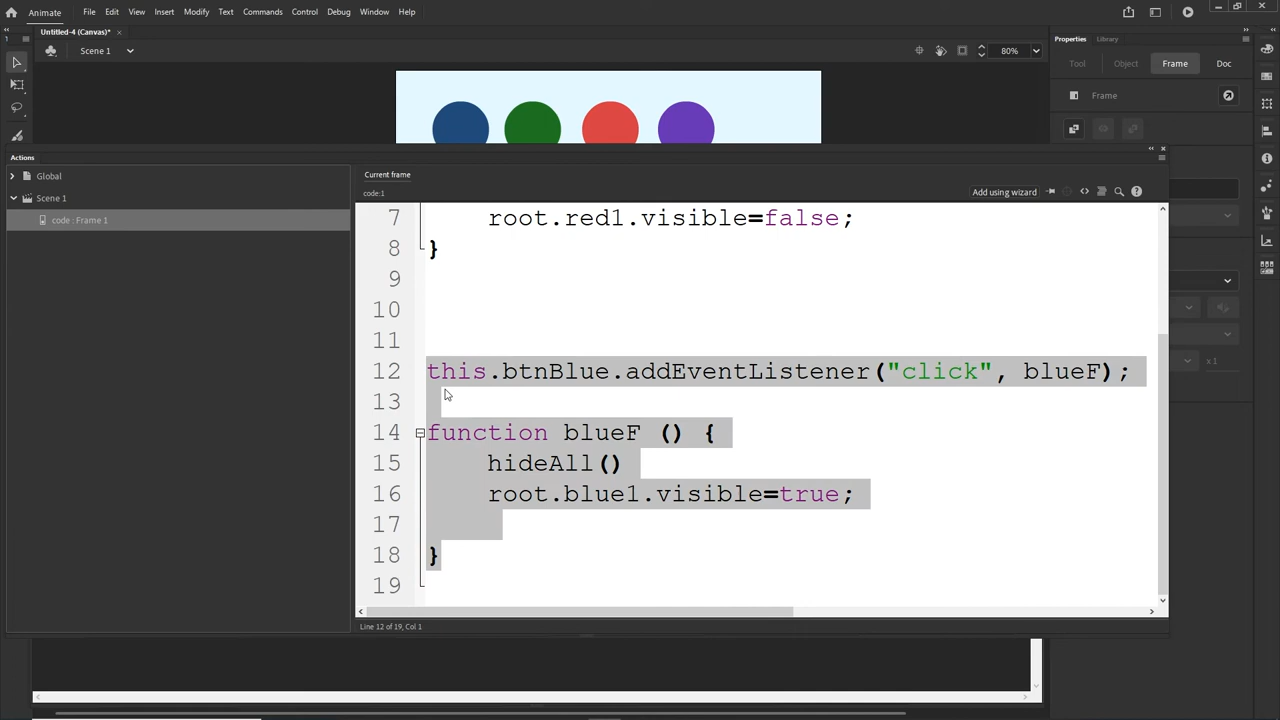 Animate File Edit View Insert Modify Text Commands Control Debug Window Help
Untitled-4 (Canvas)* ×
Properties Library
Scene 1
80%
Tool Object Frame Doc
Frame
Actions
Global
Scene 1
code : Frame 1
Current frame
code:1
Add using wizard
7 root.red1.visible=false;
8 }
9
10
11
12 this.btnBlue.addEventListener("click", blueF);
13
14 function blueF () {
15 hideAll()
16 root.blue1.visible=true;
17
18 }
19
x 1
Line 12 of 19, Col 1